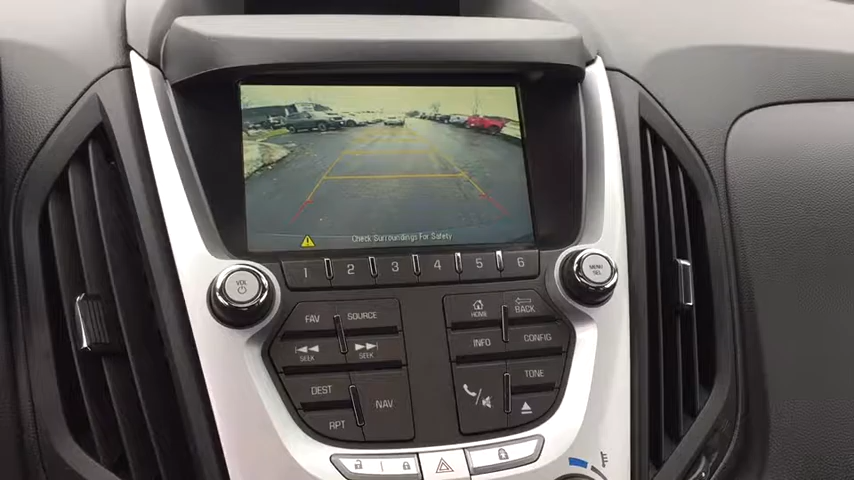 Check Surroundings For Safety
1 2 3 4 5 6
VOL
MENU
SEL
FAV SOURCE
HOME BACK
SEEK SEEK
INFO CONFIG
DEST NAV
TONE
RPT